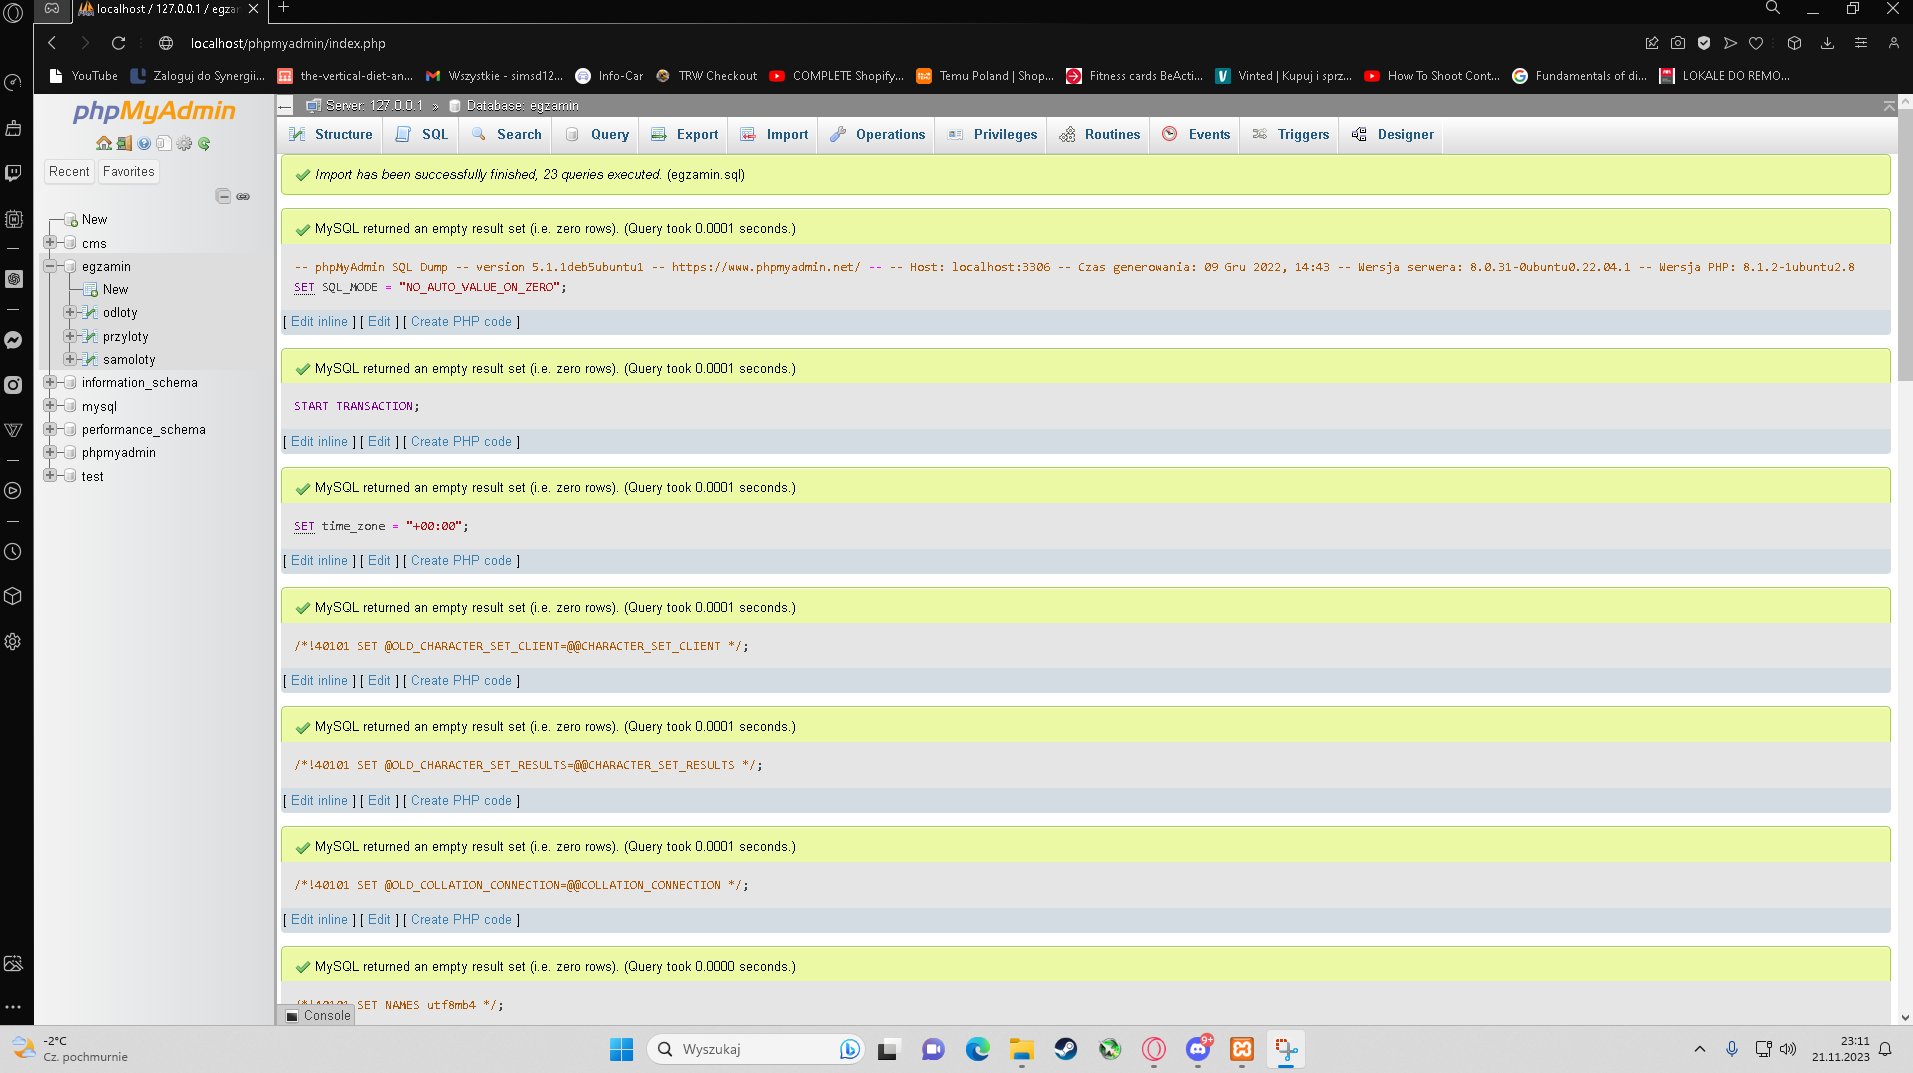 localhost / 127.0.0.1 / egza
localhost/phpmyadmin/index.php
YouTube
Zaloguj do Synergii...
the-vertical-diet-an...
Wszystkie - simsd12...
Info-Car
TRW Checkout
COMPLETE Shopify...
Temu Poland | Shop...
Fitness cards BeActi...
Vinted | Kupuj i sprz...
How To Shoot Cont...
Fundamentals of di...
LOKALE DO REMO...
phpMyAdmin
Recent
Favorites
New
cms
egzamin
New
odloty
przyloty
samoloty
information_schema
mysql
performance_schema
phpmyadmin
test
Server: 127.0.0.1 » Database: egzamin
Structure
SQL
Search
Query
Export
Import
Operations
Privileges
Routines
Events
Triggers
Designer
Import has been successfully finished, 23 queries executed. (egzamin.sql)
MySQL returned an empty result set (i.e. zero rows). (Query took 0.0001 seconds.)
-- phpMyAdmin SQL Dump -- version 5.1.1deb5ubuntu1 -- https://www.phpmyadmin.net/ -- -- Host: localhost:3306 -- Czas generowania: 09 Gru 2022, 14:43 -- Wersja serwera: 8.0.31-0ubuntu0.22.04.1 -- Wersja PHP: 8.1.2-1ubuntu2.8
SET SQL_MODE = "NO_AUTO_VALUE_ON_ZERO";
[ Edit inline ] [ Edit ] [ Create PHP code ]
MySQL returned an empty result set (i.e. zero rows). (Query took 0.0001 seconds.)
START TRANSACTION;
[ Edit inline ] [ Edit ] [ Create PHP code ]
MySQL returned an empty result set (i.e. zero rows). (Query took 0.0001 seconds.)
SET time_zone = "+00:00";
[ Edit inline ] [ Edit ] [ Create PHP code ]
MySQL returned an empty result set (i.e. zero rows). (Query took 0.0001 seconds.)
/*!40101 SET @OLD_CHARACTER_SET_CLIENT=@@CHARACTER_SET_CLIENT */;
[ Edit inline ] [ Edit ] [ Create PHP code ]
MySQL returned an empty result set (i.e. zero rows). (Query took 0.0001 seconds.)
/*!40101 SET @OLD_CHARACTER_SET_RESULTS=@@CHARACTER_SET_RESULTS */;
[ Edit inline ] [ Edit ] [ Create PHP code ]
MySQL returned an empty result set (i.e. zero rows). (Query took 0.0001 seconds.)
/*!40101 SET @OLD_COLLATION_CONNECTION=@@COLLATION_CONNECTION */;
[ Edit inline ] [ Edit ] [ Create PHP code ]
MySQL returned an empty result set (i.e. zero rows). (Query took 0.0000 seconds.)
/*!40101 SET NAMES utf8mb4 */;
Console
-2°C
Cz. pochmurnie
Wyszukaj
9+
23:11
21.11.2023